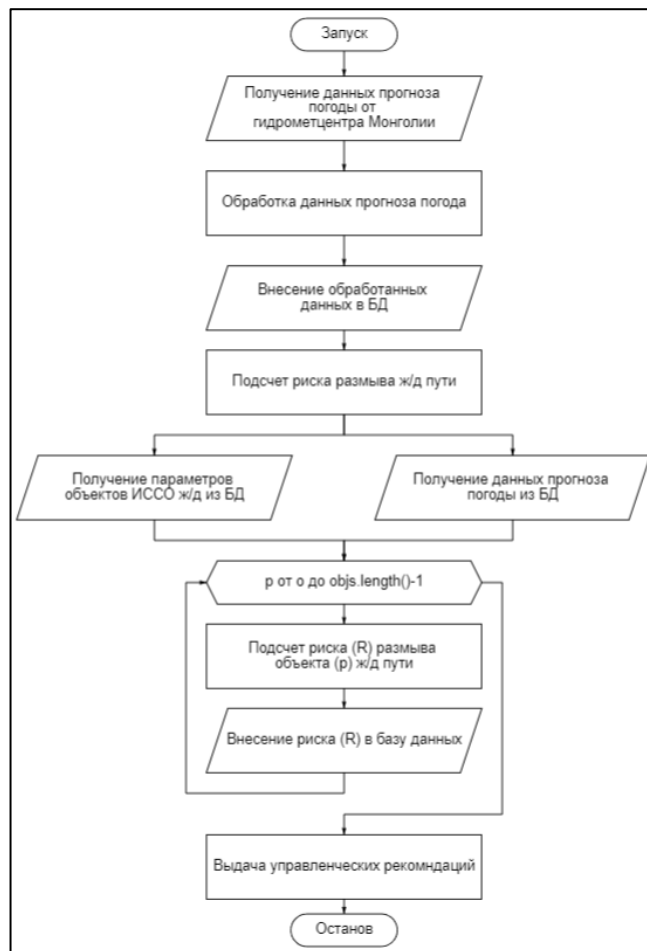 Запуск
Получение данных прогноза
погоды от
гидрометцентра Монголии
Обработка данных прогноза погода
Внесение обработанных
данных в БД
Подсчет риска размыва ж/д пути
Получение параметров
объектов ИССО ж/д из БД
Получение данных прогноза
погоды из БД
p от o до objs.length()-1
Подсчет риска (R) размыва
объекта (p) ж/д пути
Внесение риска (R) в базу данных
Выдача управленческих рекомндаций
Останов